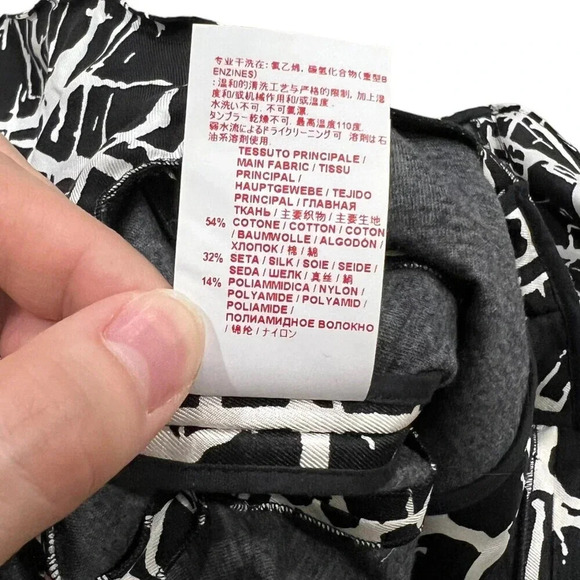 专业干洗在: 氯乙烯, 碳氢化合物 (重型B
ENZINES)
:温和的清洗工艺与严格的限制, 加上湿
度和/或机械作用和/或温度.
水洗い不可. 不可氯漂.
タンブラー乾燥不可. 最高温度110度.
弱水流によるドライクリーニング可 溶剤は石
油系溶剤使用.
TESSUTO PRINCIPALE /
MAIN FABRIC / TISSU
PRINCIPAL /
HAUPTGEWEBE / TEJIDO
PRINCIPAL / ГЛАВНАЯ
ТКАНЬ / 主要织物 / 主要生地
54% COTONE / COTTON / COTON
/ BAUMWOLLE / ALGODÓN /
ХЛОПОК / 棉 / 綿
32% SETA / SILK / SOIE / SEIDE /
SEDA / ШЕЛК / 真丝 / 絹
14% POLIAMMIDICA / NYLON /
POLYAMIDE / POLYAMID /
POLIAMIDE /
ПОЛИАМИДНОЕ ВОЛОКНО
/ 锦纶 / ナイロン